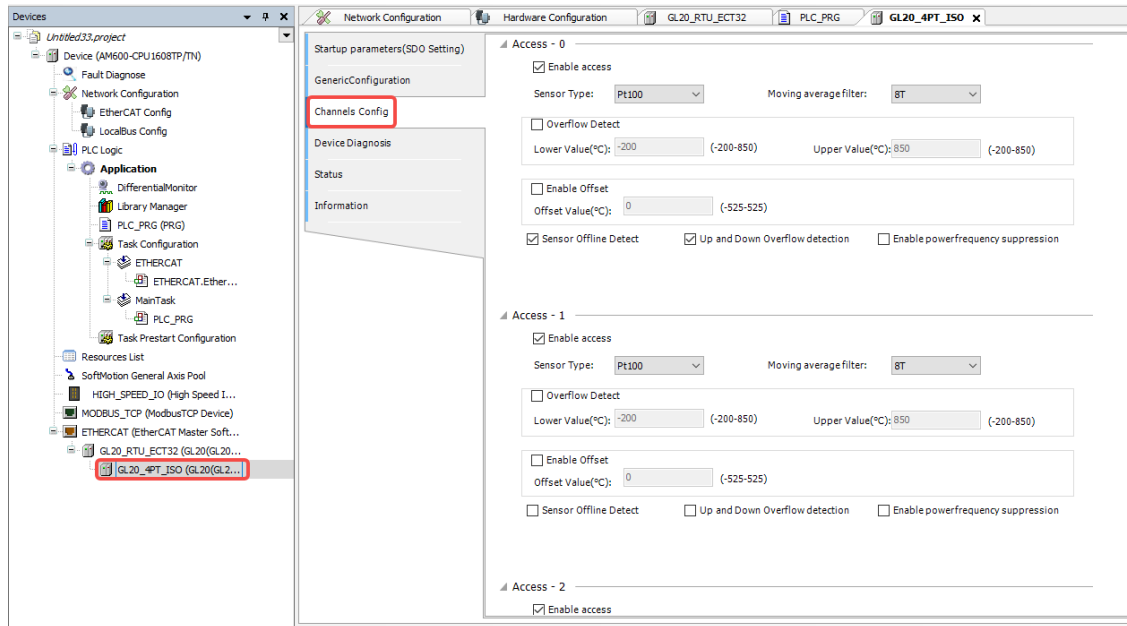 Devices
Untitled33.project
Device (AM600-CPU1608TP/TN)
Fault Diagnose
Network Configuration
EtherCAT Config
LocalBus Config
PLC Logic
Application
DifferentialMonitor
Library Manager
PLC_PRG (PRG)
Task Configuration
ETHERCAT
ETHERCAT.Ether...
MainTask
PLC_PRG
Task Prestart Configuration
Resources List
SoftMotion General Axis Pool
HIGH_SPEED_IO (High Speed I...
MODBUS_TCP (ModbusTCP Device)
ETHERCAT (EtherCAT Master Soft...
GL20_RTU_ECT32 (GL20(GL20...
GL20_4PT_ISO (GL20(GL2...
Network Configuration Hardware Configuration GL20_RTU_ECT32 PLC_PRG GL20_4PT_ISO
Startup parameters(SDO Setting)
GenericConfiguration
Channels Config
Device Diagnosis
Status
Information
Access - 0
Enable access
Sensor Type: Pt100 Moving average filter: 8T
Overflow Detect
Lower Value(°C): -200 (-200-850) Upper Value(°C): 850 (-200-850)
Enable Offset
Offset Value(°C): 0 (-525-525)
Sensor Offline Detect Up and Down Overflow detection Enable powerfrequency suppression
Access - 1
Enable access
Sensor Type: Pt100 Moving average filter: 8T
Overflow Detect
Lower Value(°C): -200 (-200-850) Upper Value(°C): 850 (-200-850)
Enable Offset
Offset Value(°C): 0 (-525-525)
Sensor Offline Detect Up and Down Overflow detection Enable powerfrequency suppression
Access - 2
Enable access